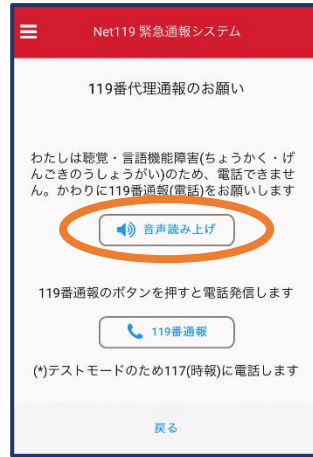 Net119 緊急通報システム
119番代理通報のお願い
わたしは聴覚・言語機能障害(ちょうかく・げ
んごきのうしょうがい)のため、電話できませ
ん。かわりに119番通報(電話)をお願いします
音声読み上げ
119番通報のボタンを押すと電話発信します
119番通報
(*)テストモードのため117(時報)に電話します
戻る